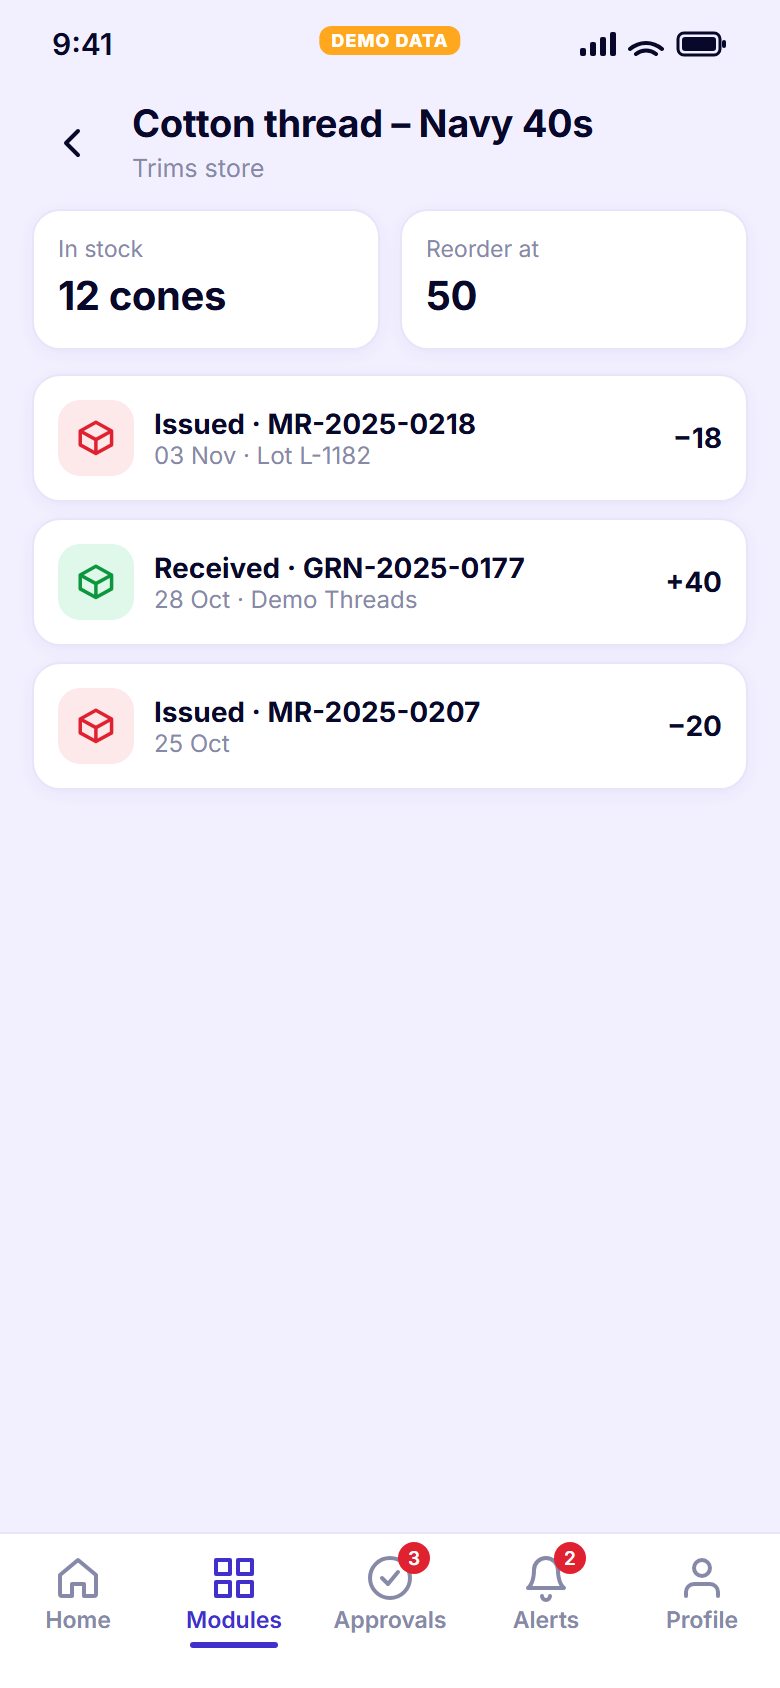 9:41
DEMO DATA
Cotton thread – Navy 40s
Trims store
In stock
12 cones
Reorder at
50
Issued · MR-2025-0218
03 Nov · Lot L-1182
−18
Received · GRN-2025-0177
28 Oct · Demo Threads
+40
Issued · MR-2025-0207
25 Oct
−20
3
2
Home
Modules
Approvals
Alerts
Profile